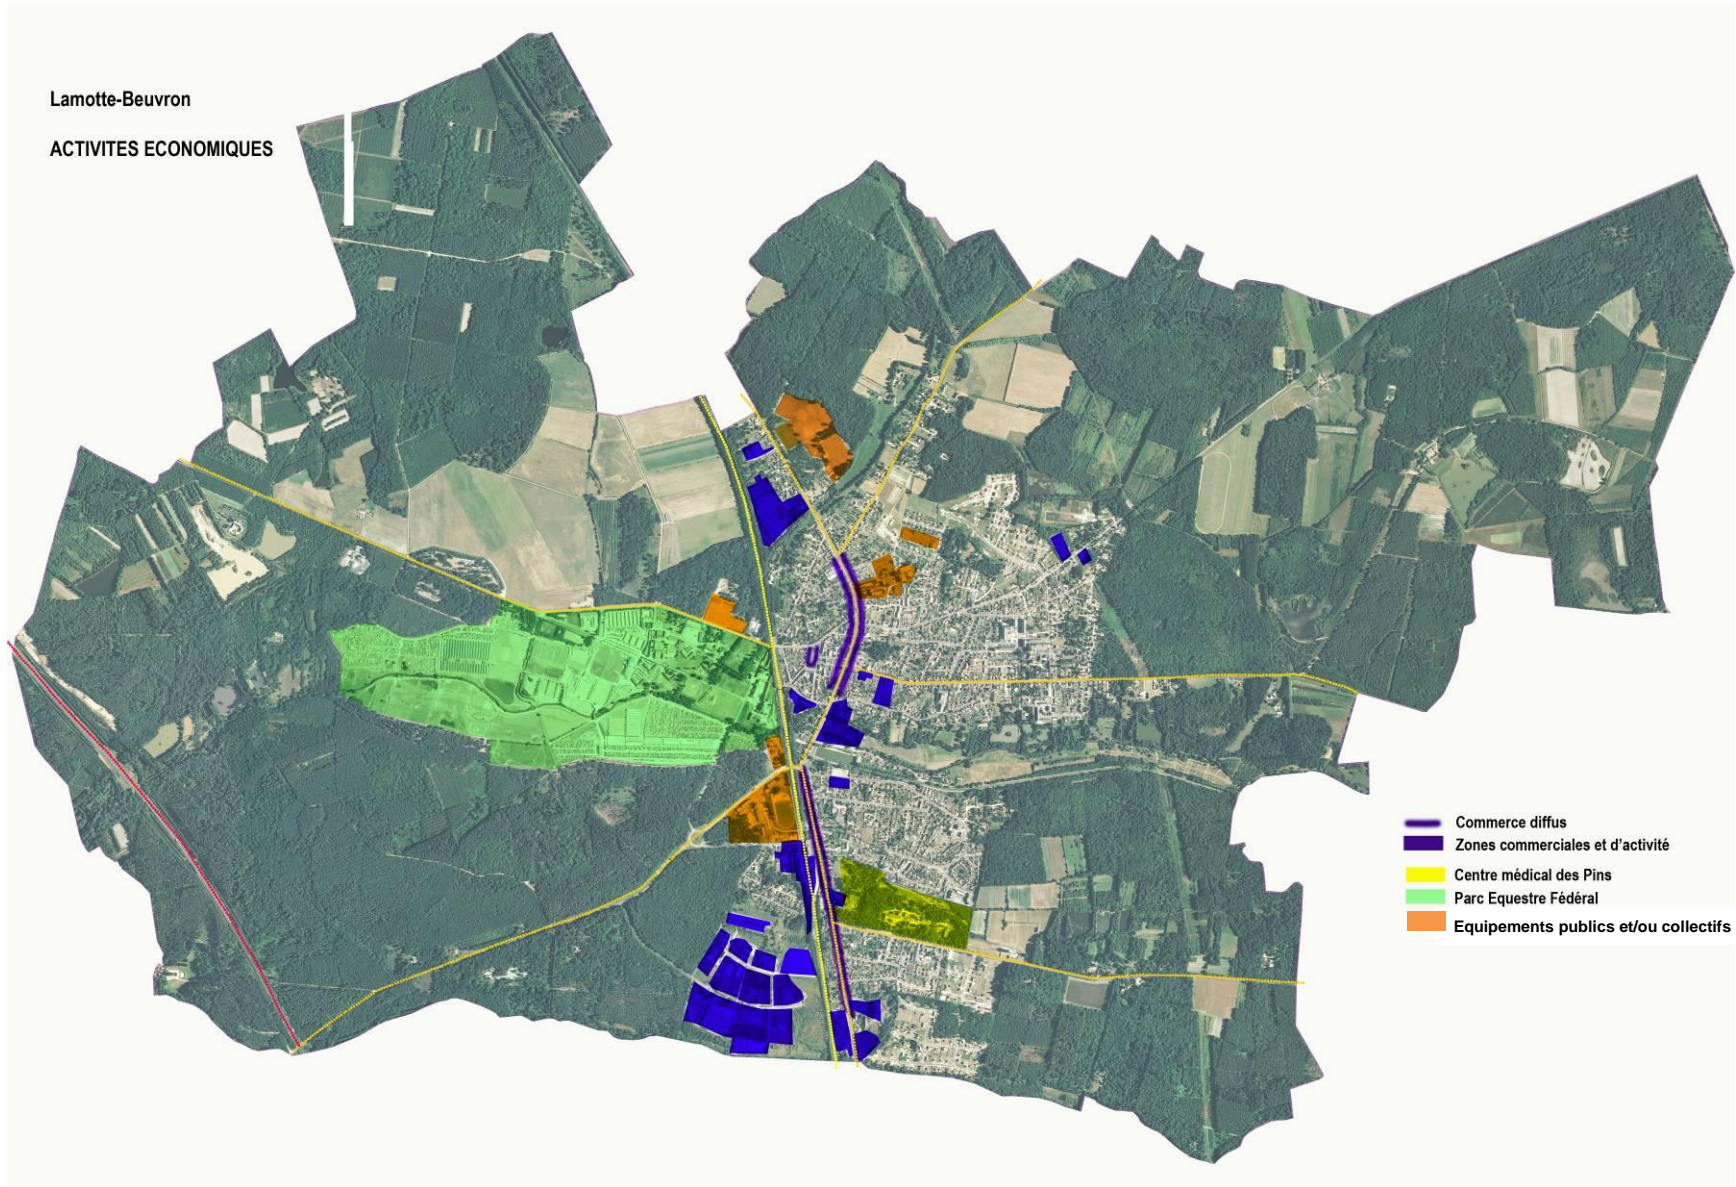 Lamotte-Beuvron
ACTIVITES ECONOMIQUES
Commerce diffus
Zones commerciales et d'activité
Centre médical des Pins
Parc Equestre Fédéral
Equipements publics et/ou collectifs